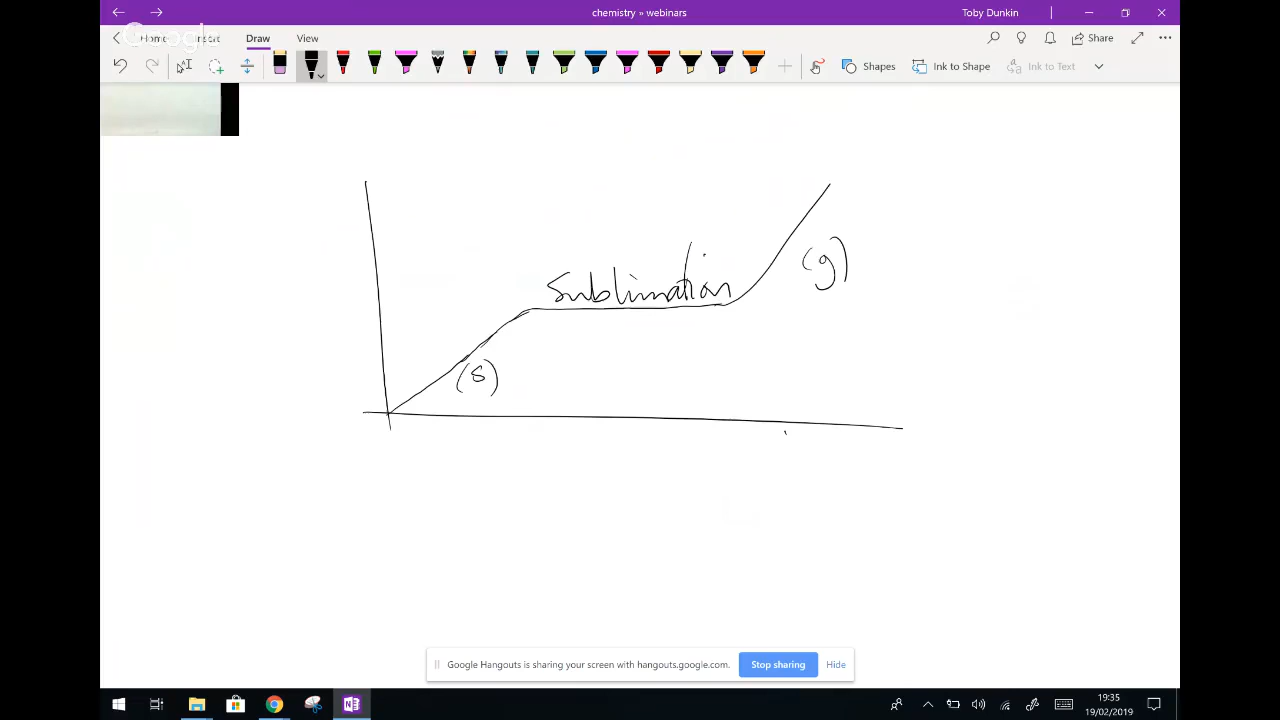 chemistry » webinars
Toby Dunkin
Google
Home
Insert
Draw
View
Share
Shapes
Ink to Shape
Ink to Text
Sublimation
(g)
(s)
Google Hangouts is sharing your screen with hangouts.google.com.
Stop sharing
Hide
19:35
19/02/2019